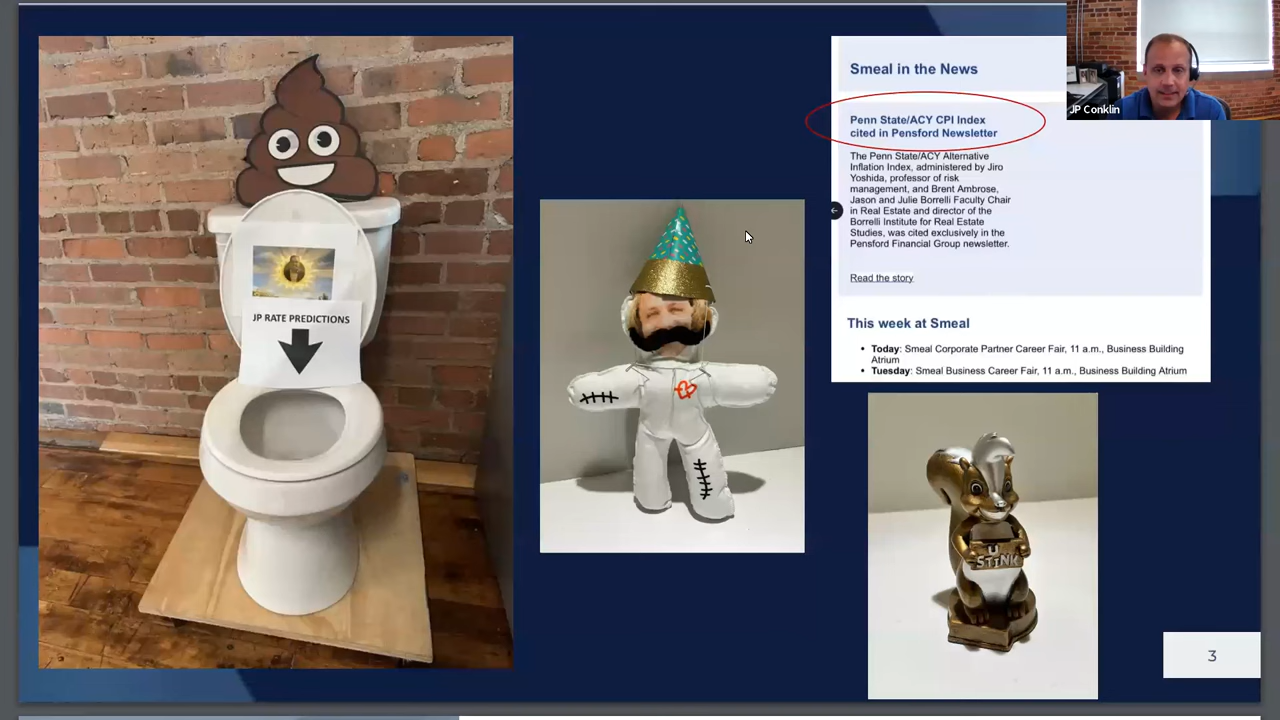 JP RATE PREDICTIONS
U
STINK
Smeal in the News
Penn State/ACY CPI Index
cited in Pensford Newsletter
The Penn State/ACY Alternative
Inflation Index, administered by Jiro
Yoshida, professor of risk
management, and Brent Ambrose,
Jason and Julie Borrelli Faculty Chair
in Real Estate and director of the
Borrelli Institute for Real Estate
Studies, was cited exclusively in the
Pensford Financial Group newsletter.
Read the story
This week at Smeal
• Today: Smeal Corporate Partner Career Fair, 11 a.m., Business Building
Atrium
• Tuesday: Smeal Business Career Fair, 11 a.m., Business Building Atrium
JP Conklin
3